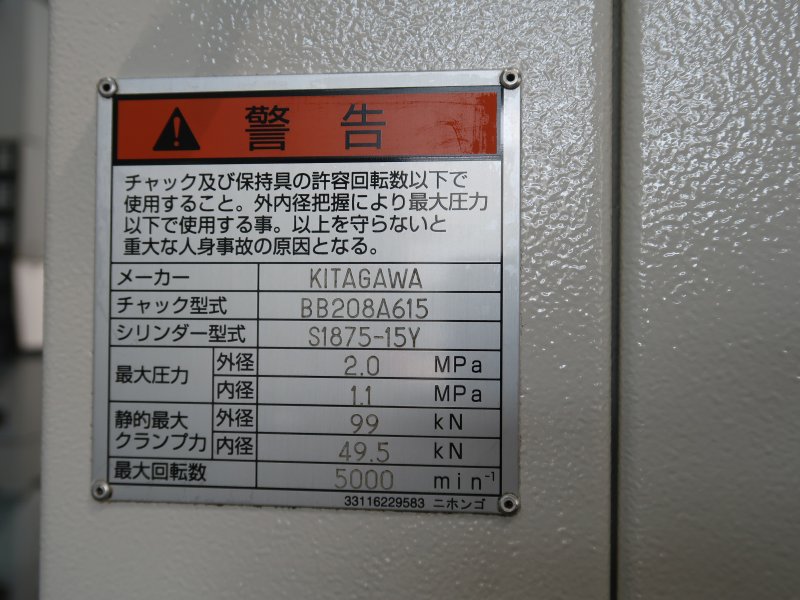 警告
チャック及び保持具の許容回転数以下で
使用すること。外内径把握により最大圧力
以下で使用する事。以上を守らないと
重大な人身事故の原因となる。
メーカー KITAGAWA
チャック型式 BB208A615
シリンダー型式 S1875-15Y
最大圧力 外径 2.0 MPa
内径 1.1 MPa
静的最大クランプ力 外径 99 kN
内径 49.5 kN
最大回転数 5000 min⁻¹
33116229583 ニホンゴ